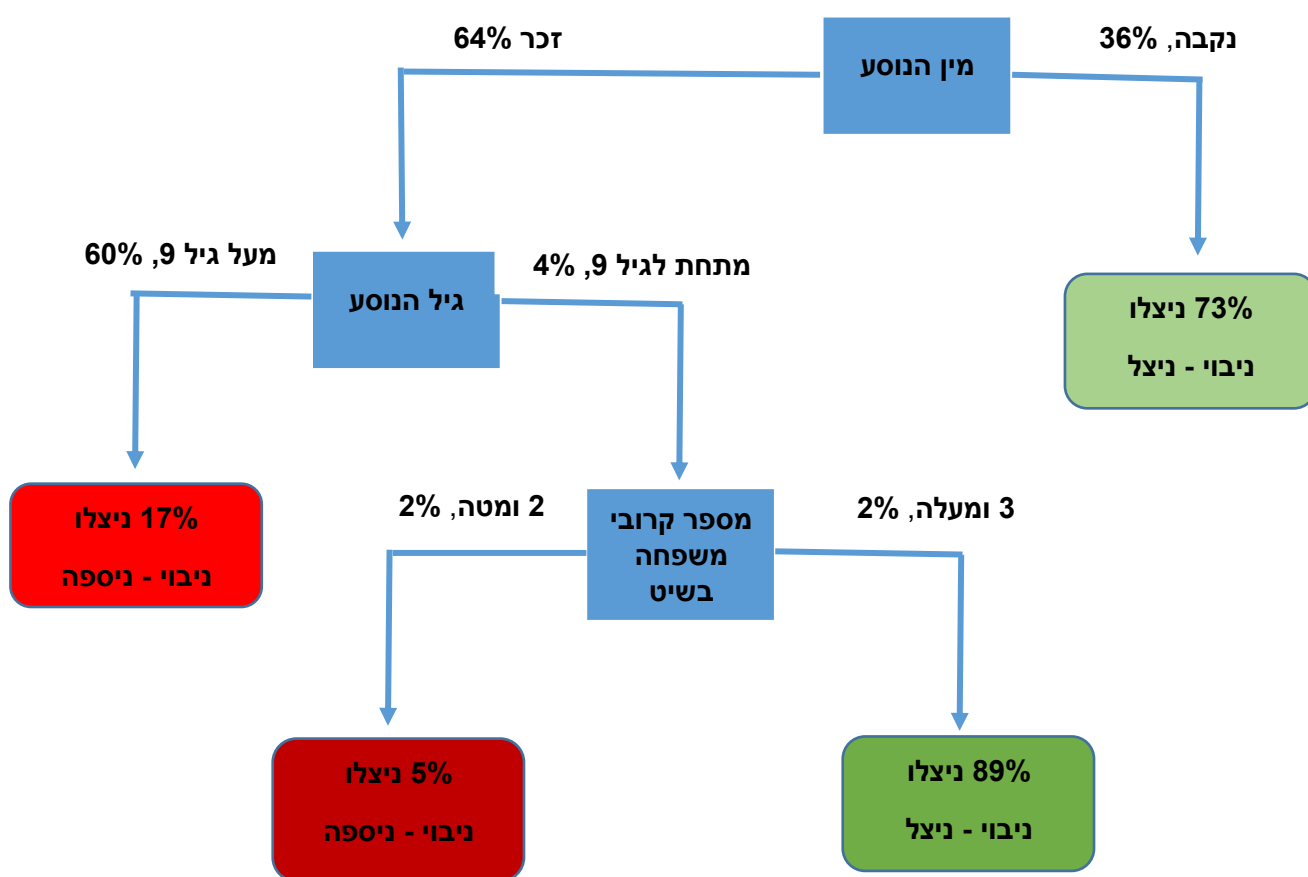 מין הנוסע
נקבה, 36%
זכר 64%
גיל הנוסע
מתחת לגיל 9, 4%
מעל גיל 9, 60%
73% ניצלו
ניבוי - ניצל
17% ניצלו
ניבוי - ניספה
מספר קרובי
משפחה
בשיט
3 ומעלה, 2%
2 ומטה, 2%
89% ניצלו
ניבוי - ניצל
5% ניצלו
ניבוי - ניספה